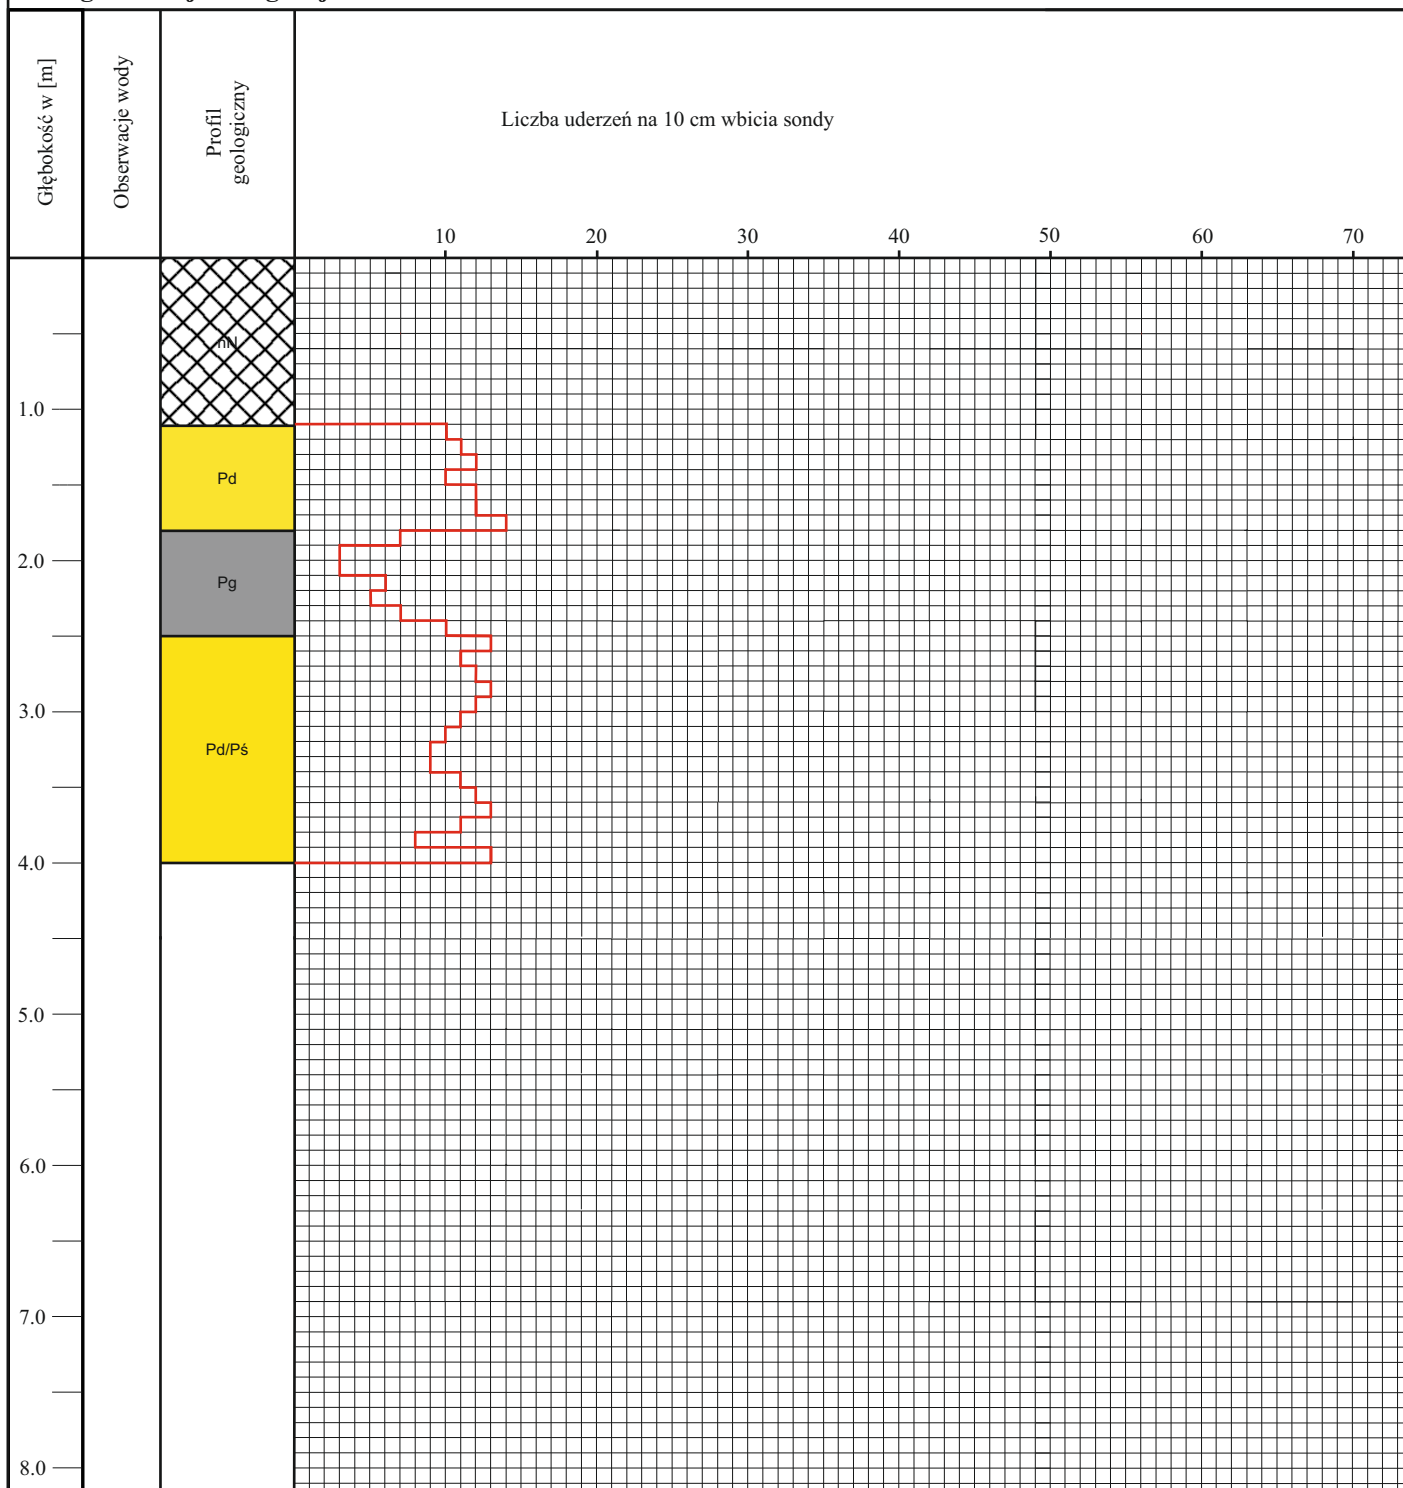 Głębokość w [m]
Obserwacje wody
Profil
geologiczny
Liczba uderzeń na 10 cm wbicia sondy
10 20 30 40 50 60 70
nN
1.0
Pd
2.0
Pg
3.0
Pd/Pś
4.0
5.0
6.0
7.0
8.0